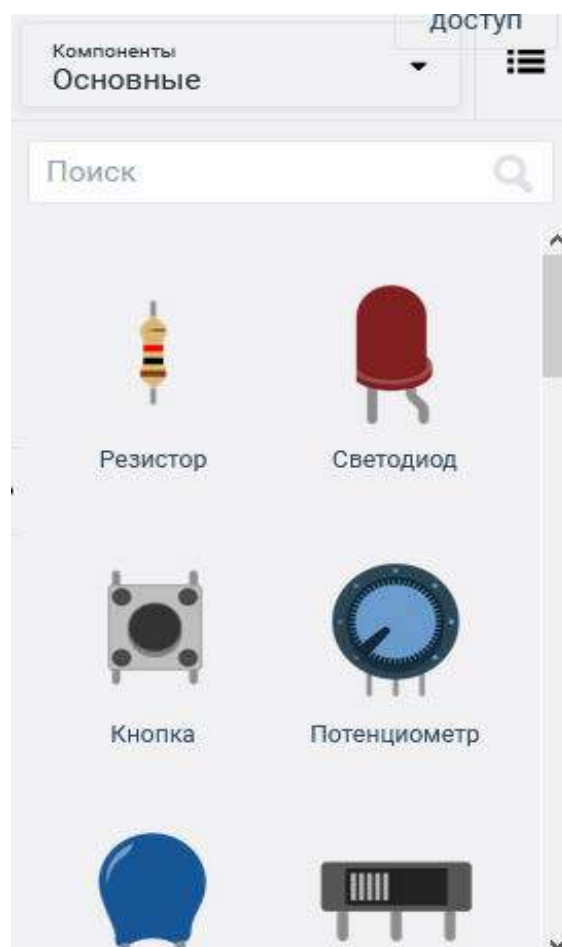 доступ
Компоненты
Основные
Поиск
Резистор
Светодиод
Кнопка
Потенциометр